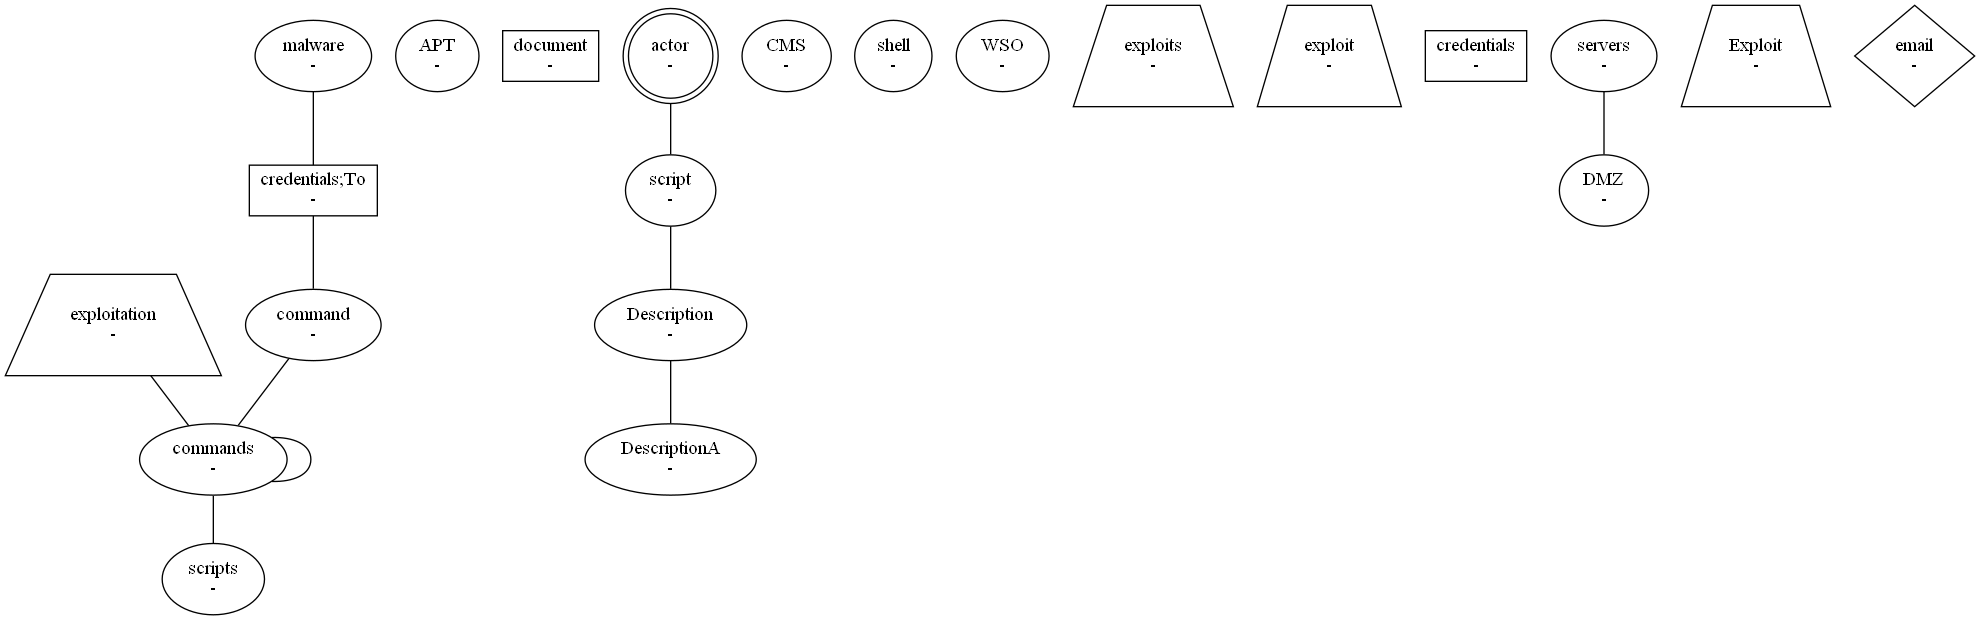 malware
-
APT
-
document
-
actor
-
CMS
-
shell
-
WSO
-
exploits
-
exploit
-
credentials
-
servers
-
Exploit
-
email
-
credentials;To
-
script
-
DMZ
-
exploitation
-
command
-
Description
-
commands
-
DescriptionA
-
scripts
-